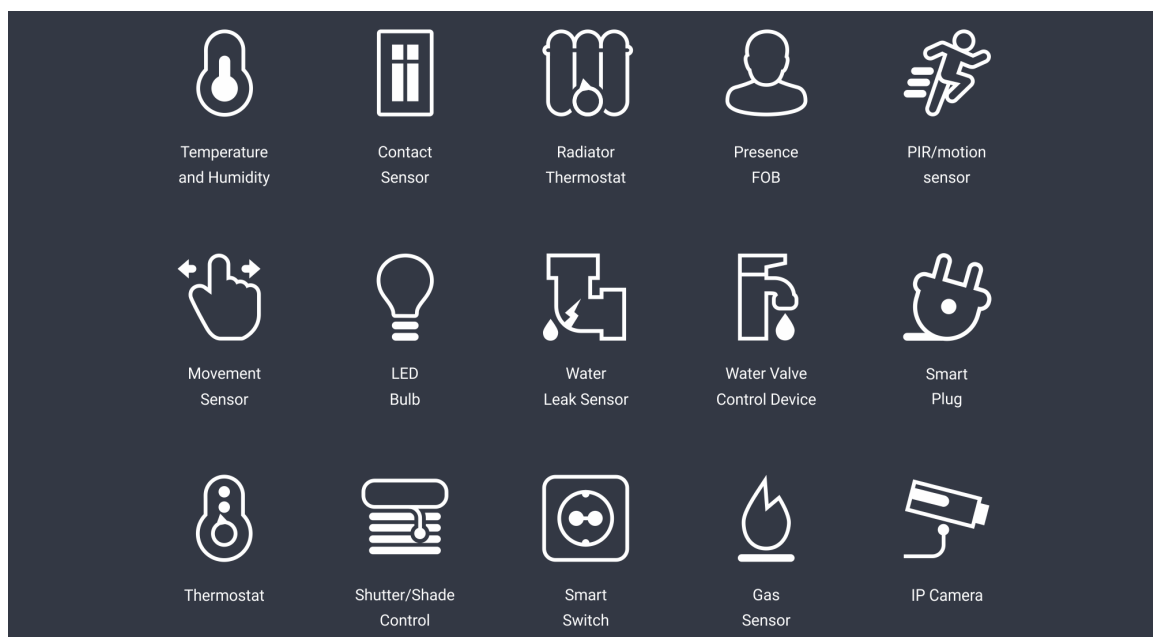 Temperature
and Humidity
Contact
Sensor
Radiator
Thermostat
Presence
FOB
PIR/motion
sensor
Movement
Sensor
LED
Bulb
Water
Leak Sensor
Water Valve
Control Device
Smart
Plug
Thermostat
Shutter/Shade
Control
Smart
Switch
Gas
Sensor
IP Camera